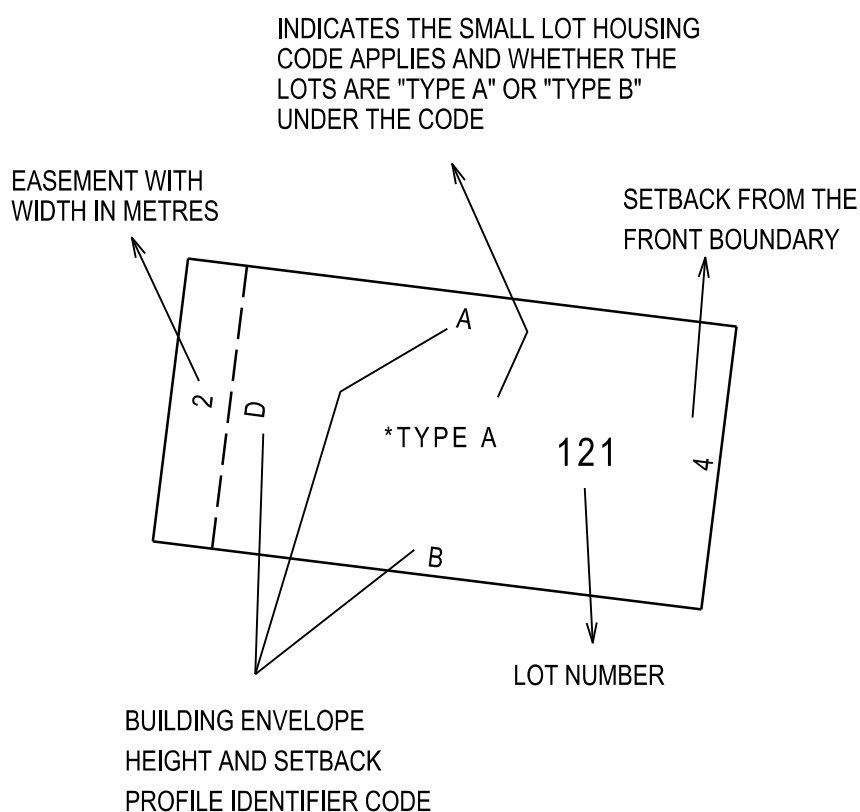 INDICATES THE SMALL LOT HOUSING
CODE APPLIES AND WHETHER THE
LOTS ARE "TYPE A" OR "TYPE B"
UNDER THE CODE
EASEMENT WITH
WIDTH IN METRES
SETBACK FROM THE
FRONT BOUNDARY
A
2
D
*TYPE A
121
4
B
LOT NUMBER
BUILDING ENVELOPE
HEIGHT AND SETBACK
PROFILE IDENTIFIER CODE